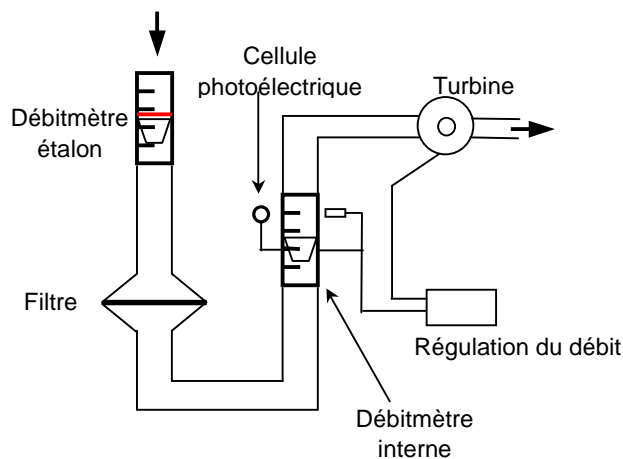 Cellule
photoélectrique
Turbine
Débitmètre
étalon
Filtre
Régulation du débit
Débitmètre
interne